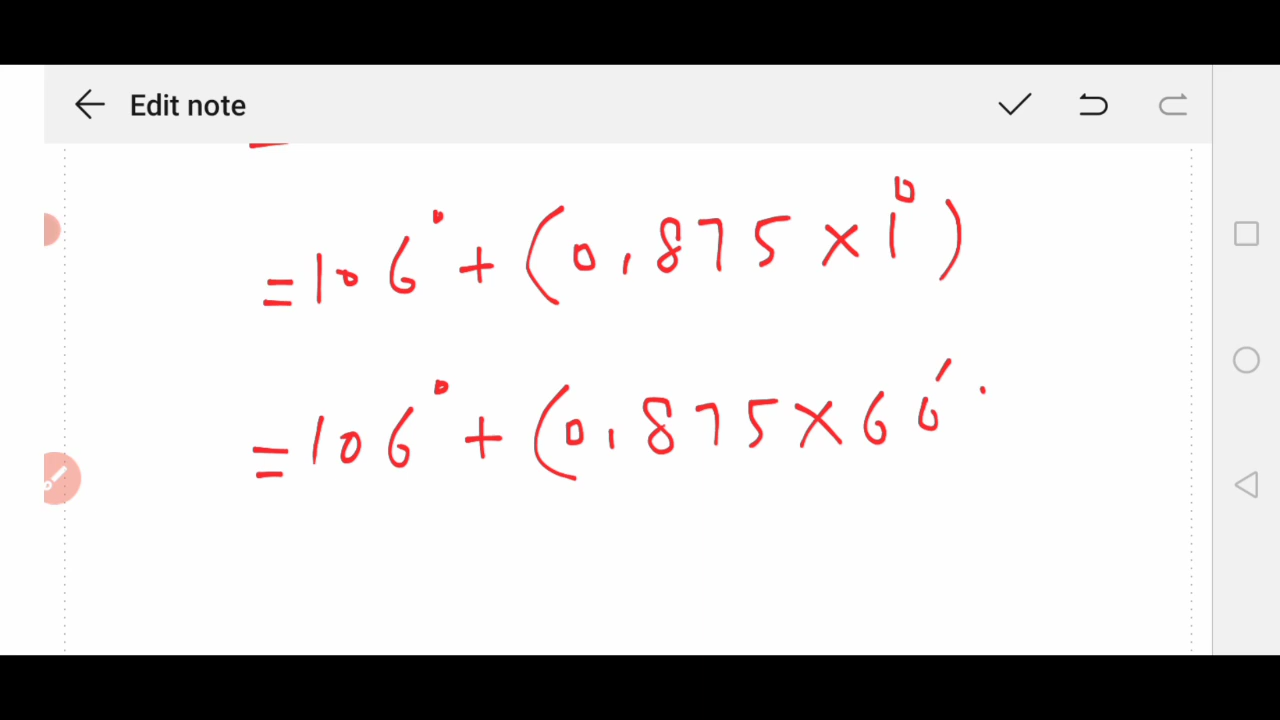 Edit note
=106° + (0.875 × 1°)
=106° + (0.875 × 60′